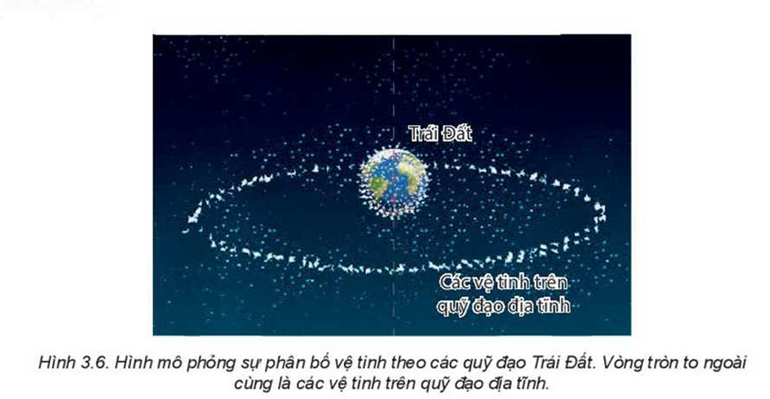 Trái Đất
Các vệ tinh trên
quỹ đạo địa tĩnh
Hình 3.6. Hình mô phỏng sự phân bố vệ tinh theo các quỹ đạo Trái Đất. Vòng tròn to ngoài
cùng là các vệ tinh trên quỹ đạo địa tĩnh.